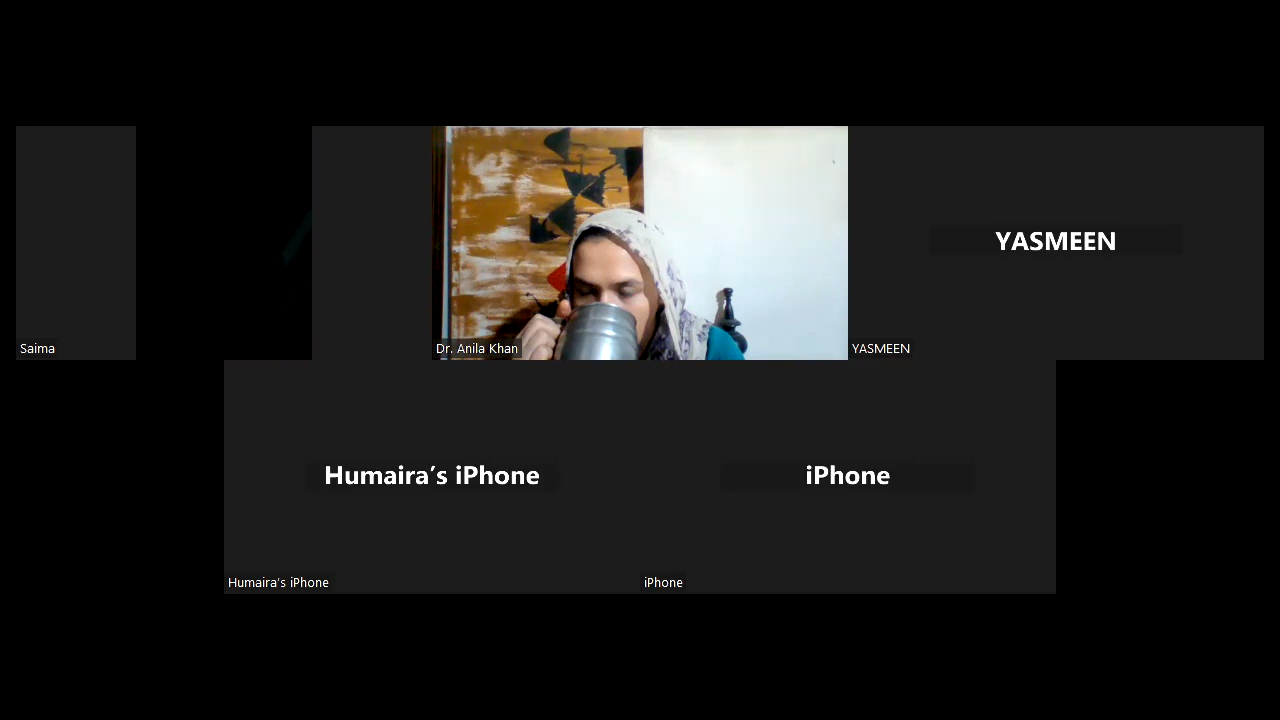 YASMEEN
Saima
Dr. Anila Khan
YASMEEN
Humaira's iPhone
iPhone
Humaira's iPhone
iPhone